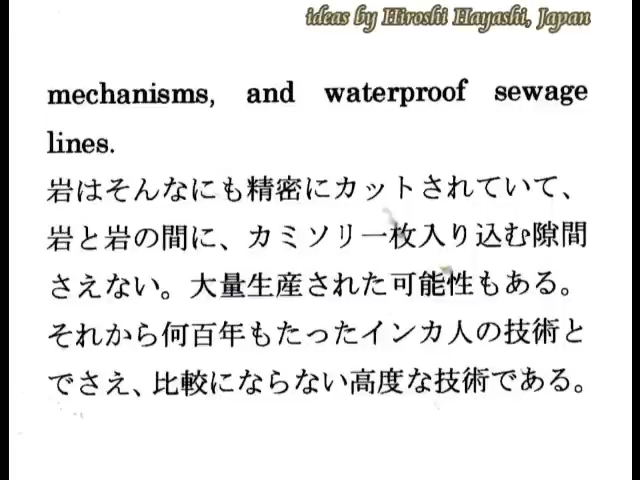 ideas by Hiroshi Hayashi, Japan
mechanisms, and waterproof sewage
lines.
岩はそんなにも精密にカットされていて、
岩と岩の間に、カミソリ一枚入り込む隙間
さえない。大量生産された可能性もある。
それから何百年もたったインカ人の技術と
でさえ、比較にならない高度な技術である。